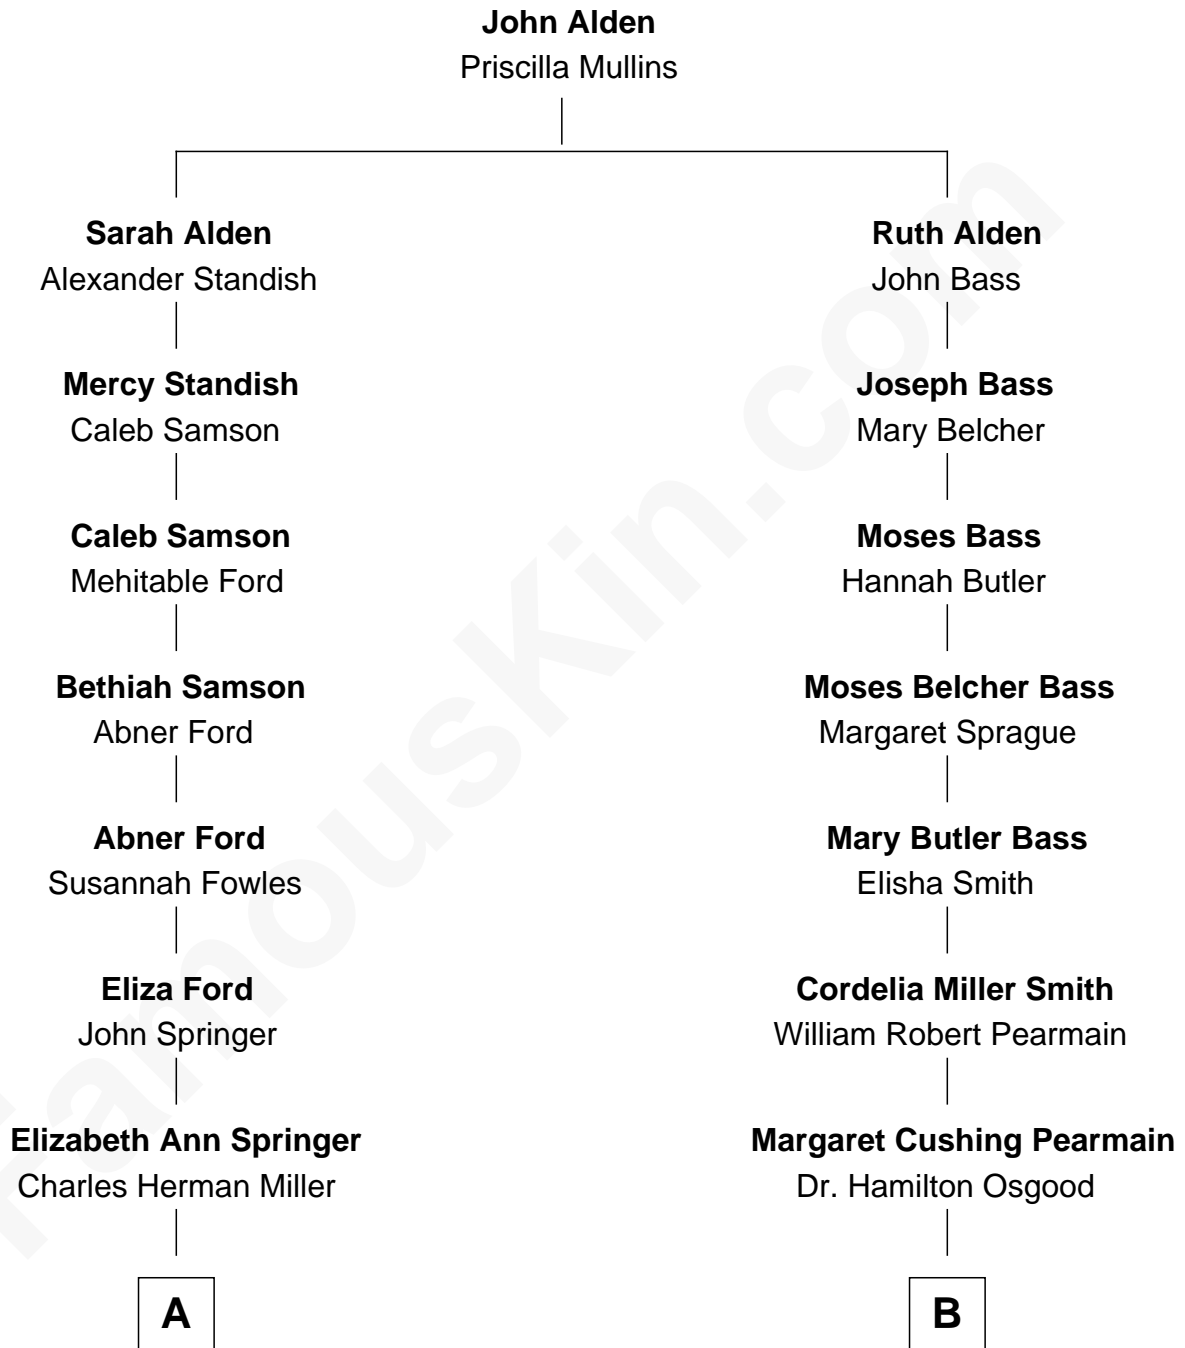 John Alden
Priscilla Mullins
Sarah Alden
Alexander Standish
Ruth Alden
John Bass
Mercy Standish
Caleb Samson
Joseph Bass
Mary Belcher
Caleb Samson
Mehitable Ford
Moses Bass
Hannah Butler
Bethiah Samson
Abner Ford
Moses Belcher Bass
Margaret Sprague
Abner Ford
Susannah Fowles
Mary Butler Bass
Elisha Smith
Eliza Ford
John Springer
Cordelia Miller Smith
William Robert Pearmain
Elizabeth Ann Springer
Charles Herman Miller
Margaret Cushing Pearmain
Dr. Hamilton Osgood
A
B
FamousKin.com